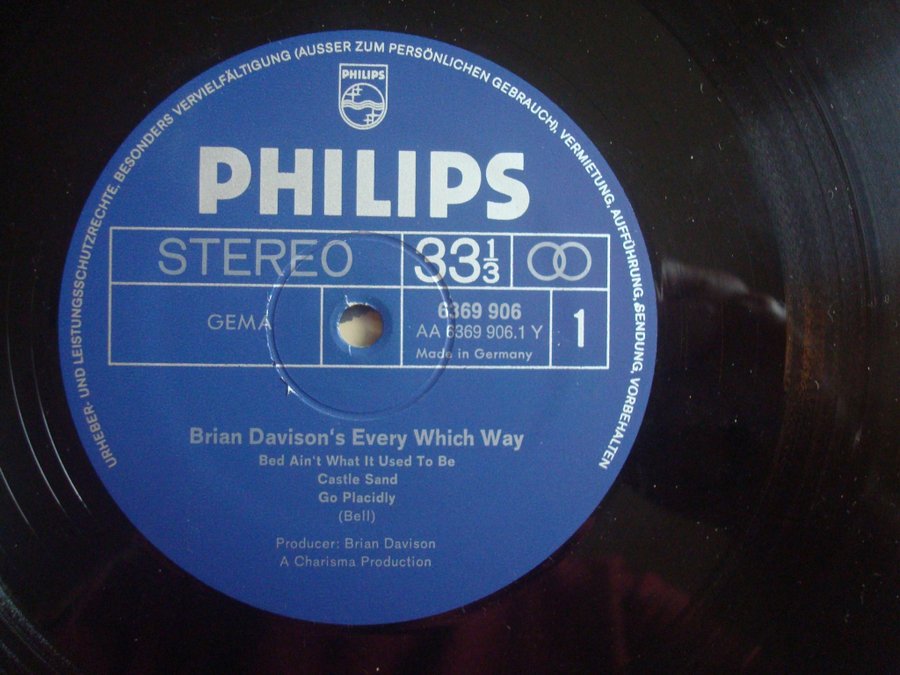 URHEBER- UND LEISTUNGSSCHUTZRECHTE, BESONDERS VERVIELFÄLTIGUNG (AUSSER ZUM PERSÖNLICHEN GEBRAUCH), VERMIETUNG, AUFFÜHRUNG, SENDUNG, VORBEHALTEN
PHILIPS
PHILIPS
STEREO 33 1/3
GEMA
6369 906
AA 6369 906.1 Y
Made in Germany
1
Brian Davison's Every Which Way
Bed Ain't What It Used To Be
Castle Sand
Go Placidly
(Bell)
Producer: Brian Davison
A Charisma Production